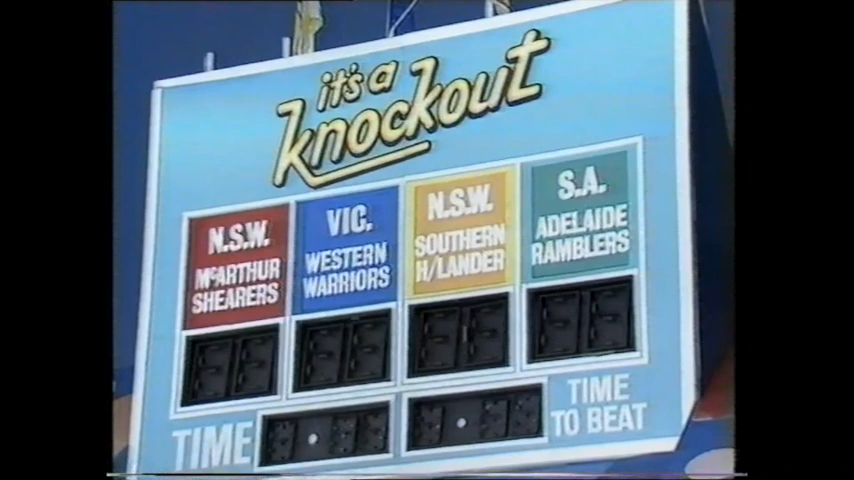 it's a
knockout
N.S.W.
McARTHUR
SHEARERS
VIC.
WESTERN
WARRIORS
N.S.W.
SOUTHERN
H/LANDER
S.A.
ADELAIDE
RAMBLERS
TIME
TIME
TO BEAT